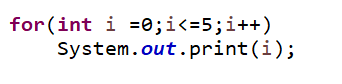 for(int i =0;i<=5;i++)
    System.out.print(i);